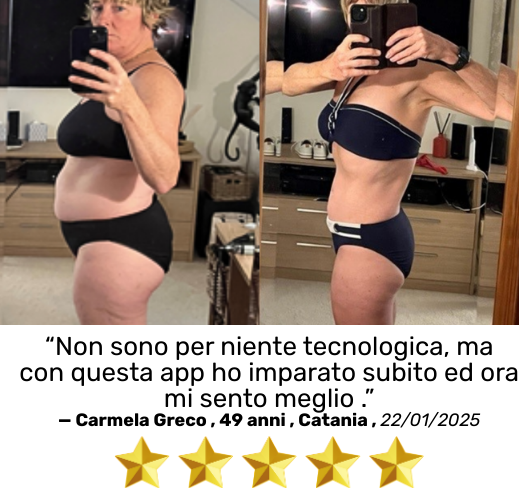 “Non sono per niente tecnologica, ma
con questa app ho imparato subito ed ora
mi sento meglio .”
— Carmela Greco , 49 anni , Catania , 22/01/2025